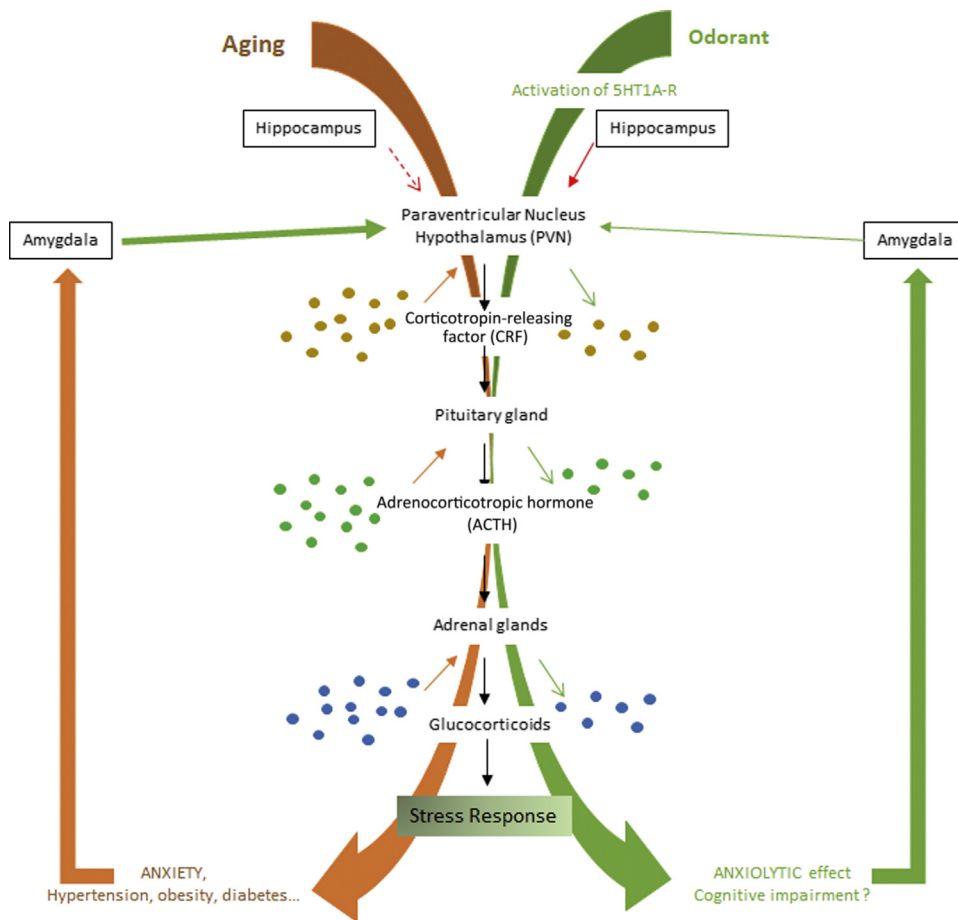 Aging
Odorant
Activation of 5HT1A-R
Hippocampus
Hippocampus
Paraventricular Nucleus
Hypothalamus (PVN)
Amygdala
Amygdala
Corticotropin-releasing
factor (CRF)
Pituitary gland
Adrenocorticotropic hormone
(ACTH)
Adrenal glands
Glucocorticoids
Stress Response
ANXIETY,
Hypertension, obesity, diabetes...
ANXIOLYTIC effect
Cognitive impairment ?